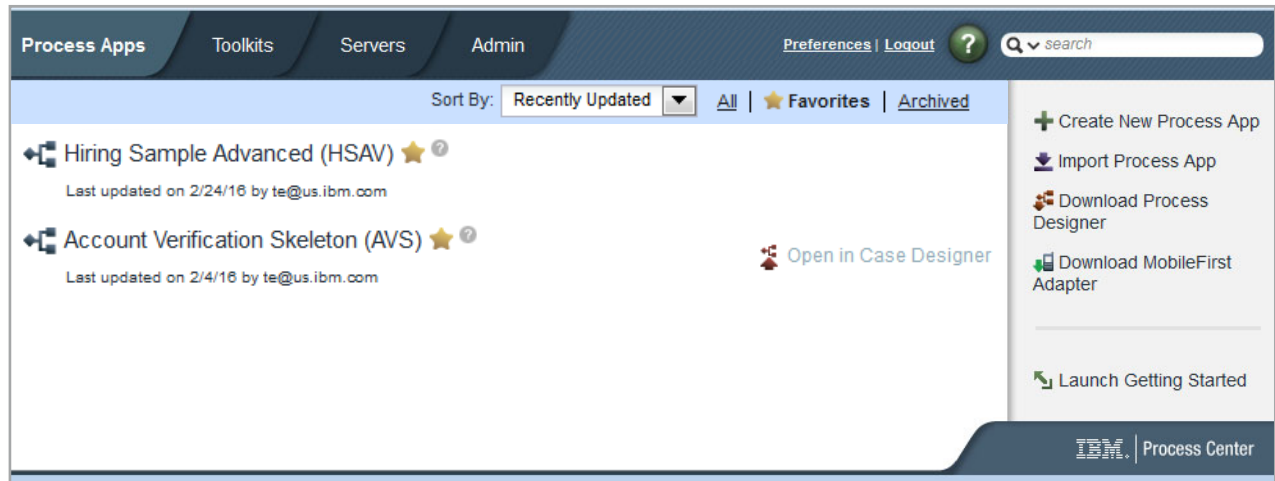 Process Apps Toolkits Servers Admin Preferences | Logout ? search
Sort By: Recently Updated All | Favorites | Archived
Hiring Sample Advanced (HSAV) ?
Last updated on 2/24/16 by te@us.ibm.com
Account Verification Skeleton (AVS) ?
Last updated on 2/4/16 by te@us.ibm.com
Open in Case Designer
Create New Process App
Import Process App
Download Process
Designer
Download MobileFirst
Adapter
Launch Getting Started
IBM. | Process Center